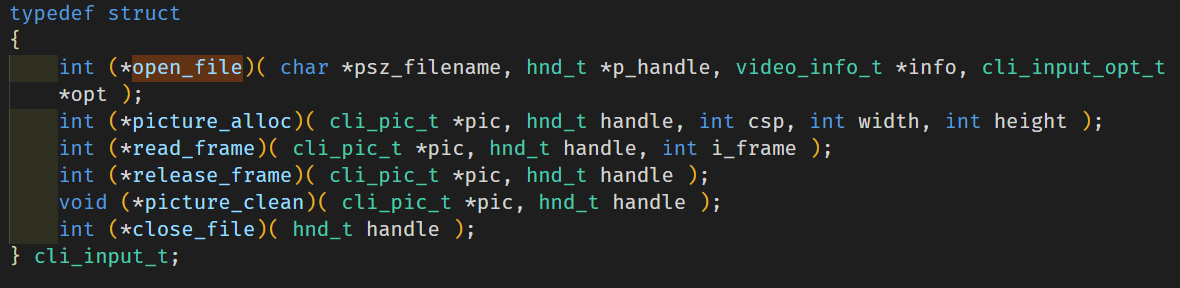 typedef struct
{
    int (*open_file)( char *psz_filename, hnd_t *p_handle, video_info_t *info, cli_input_opt_t
    *opt );
    int (*picture_alloc)( cli_pic_t *pic, hnd_t handle, int csp, int width, int height );
    int (*read_frame)( cli_pic_t *pic, hnd_t handle, int i_frame );
    int (*release_frame)( cli_pic_t *pic, hnd_t handle );
    void (*picture_clean)( cli_pic_t *pic, hnd_t handle );
    int (*close_file)( hnd_t handle );
} cli_input_t;